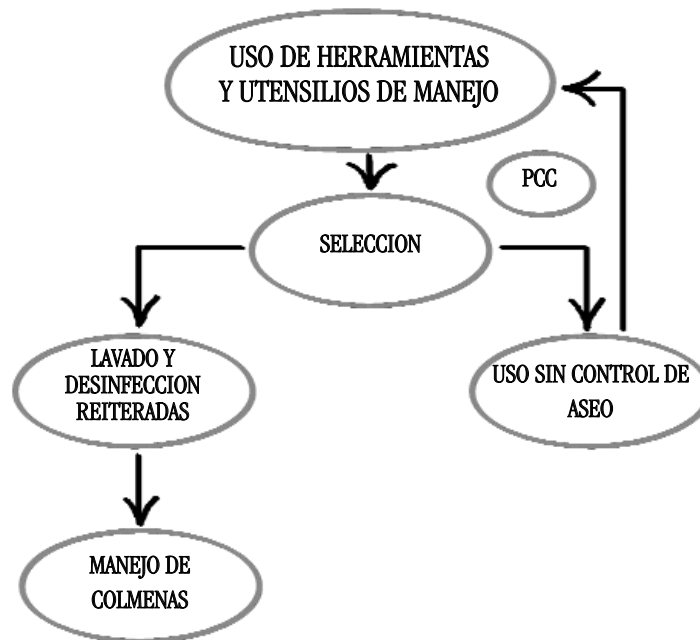 USO DE HERRAMIENTAS
Y UTENSILIOS DE MANEJO
PCC
SELECCION
LAVADO Y
DESINFECCION
REITERADAS
USO SIN CONTROL DE
ASEO
MANEJO DE
COLMENAS